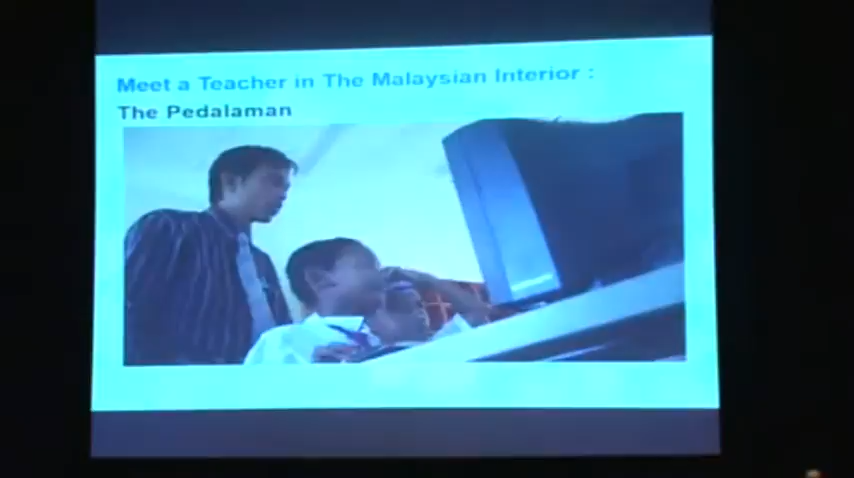 Meet a Teacher in The Malaysian Interior :
The Pedalaman